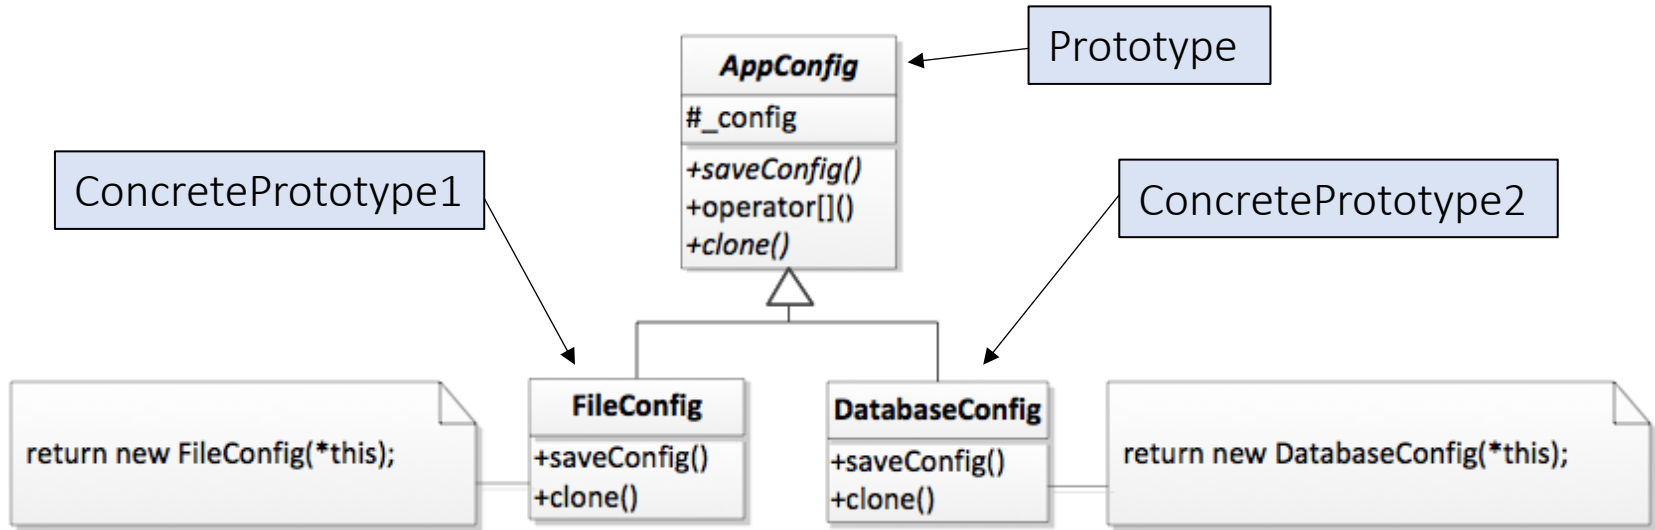 Prototype
AppConfig
#_config
+saveConfig()
+operator[]()
+clone()
ConcretePrototype1
ConcretePrototype2
return new FileConfig(*this);
FileConfig
+saveConfig()
+clone()
DatabaseConfig
+saveConfig()
+clone()
return new DatabaseConfig(*this);